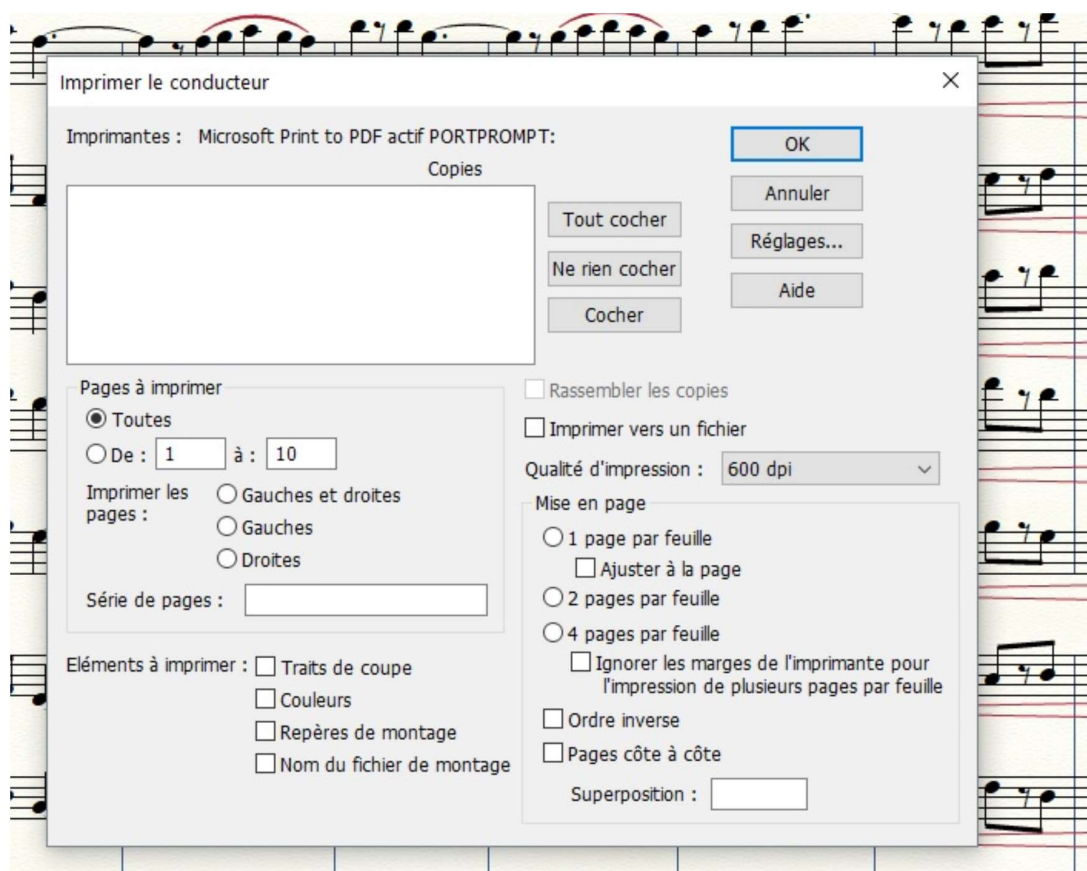 Imprimer le conducteur
Imprimantes : Microsoft Print to PDF actif PORTPROMPT:
Copies
OK
Annuler
Réglages...
Aide
Tout cocher
Ne rien cocher
Cocher
Pages à imprimer
Toutes
De : 1 à : 10
Imprimer les
pages :
Gauches et droites
Gauches
Droites
Série de pages :
Eléments à imprimer :
Traits de coupe
Couleurs
Repères de montage
Nom du fichier de montage
Rassembler les copies
Imprimer vers un fichier
Qualité d'impression : 600 dpi
Mise en page
1 page par feuille
Ajuster à la page
2 pages par feuille
4 pages par feuille
Ignorer les marges de l'imprimante pour
l'impression de plusieurs pages par feuille
Ordre inverse
Pages côte à côte
Superposition :